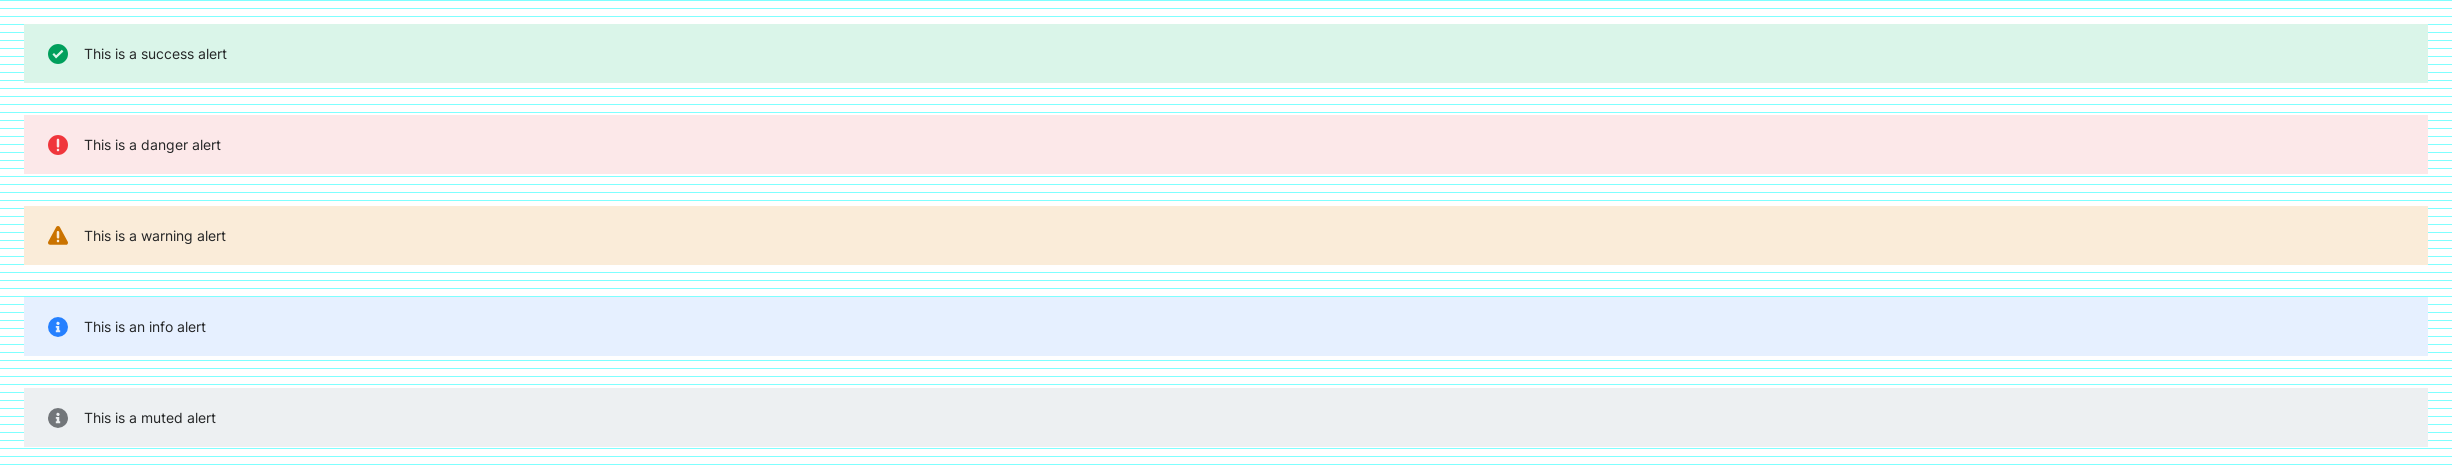 This is a success alert
This is a danger alert
This is a warning alert
This is an info alert
This is a muted alert